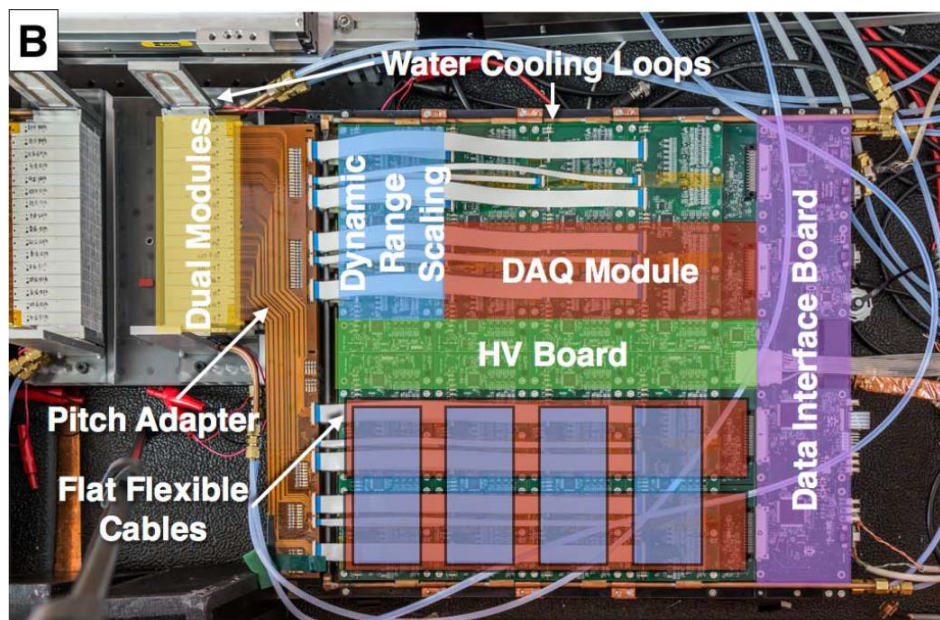 B
Water Cooling Loops
Dual Modules
Dynamic
Range
Scaling
DAQ Module
HV Board
Data Interface Board
Pitch Adapter
Flat Flexible
Cables